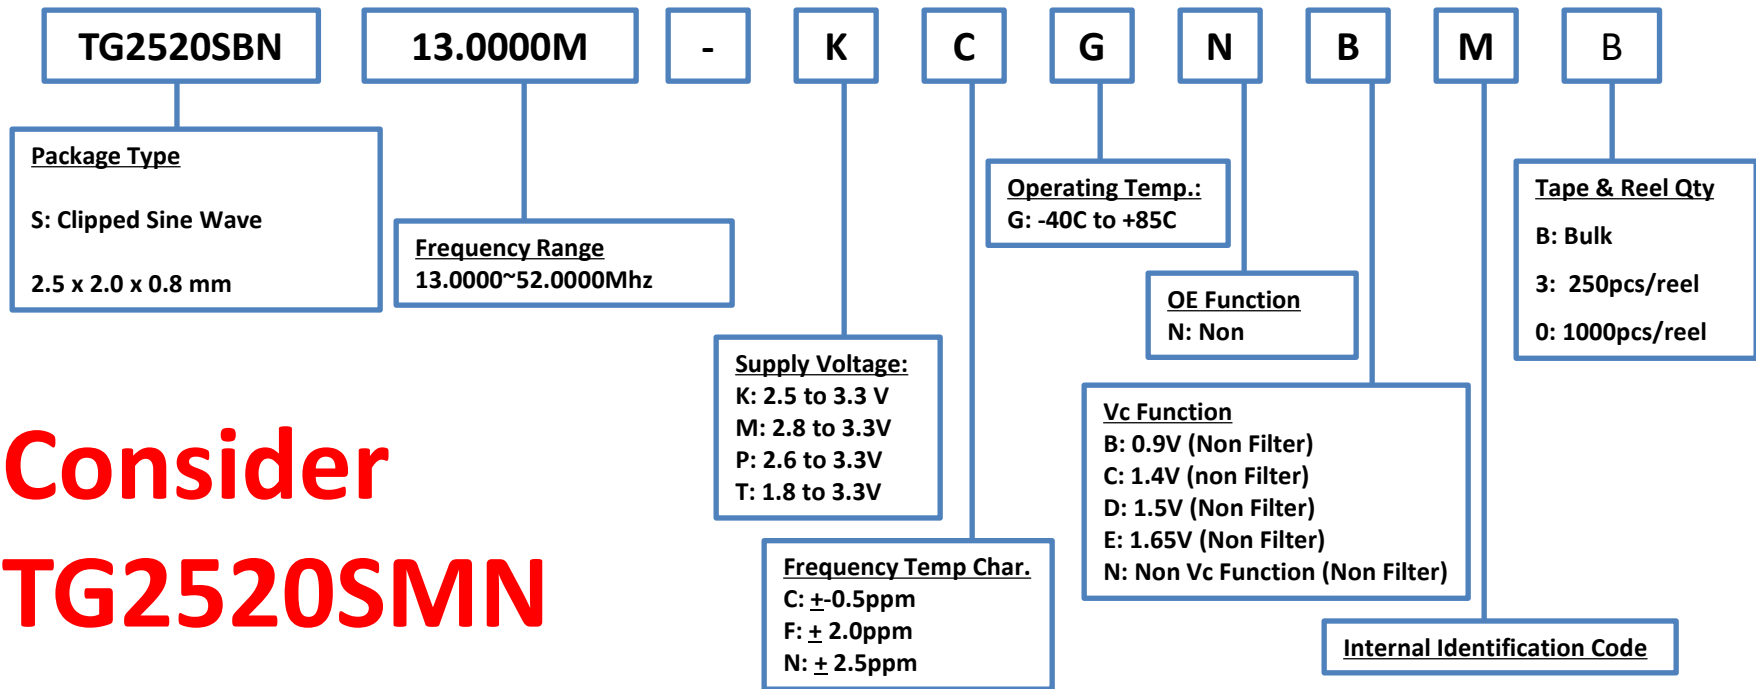 TG2520SBN 13.0000M - K C G N B M B
Package Type
S: Clipped Sine Wave
2.5 x 2.0 x 0.8 mm
Frequency Range
13.0000~52.0000Mhz
Supply Voltage:
K: 2.5 to 3.3 V
M: 2.8 to 3.3V
P: 2.6 to 3.3V
T: 1.8 to 3.3V
Frequency Temp Char.
C: +-0.5ppm
F: + 2.0ppm
N: + 2.5ppm
Operating Temp.:
G: -40C to +85C
OE Function
N: Non
Vc Function
B: 0.9V (Non Filter)
C: 1.4V (non Filter)
D: 1.5V (Non Filter)
E: 1.65V (Non Filter)
N: Non Vc Function (Non Filter)
Internal Identification Code
Tape & Reel Qty
B: Bulk
3:  250pcs/reel
0: 1000pcs/reel
Consider
TG2520SMN